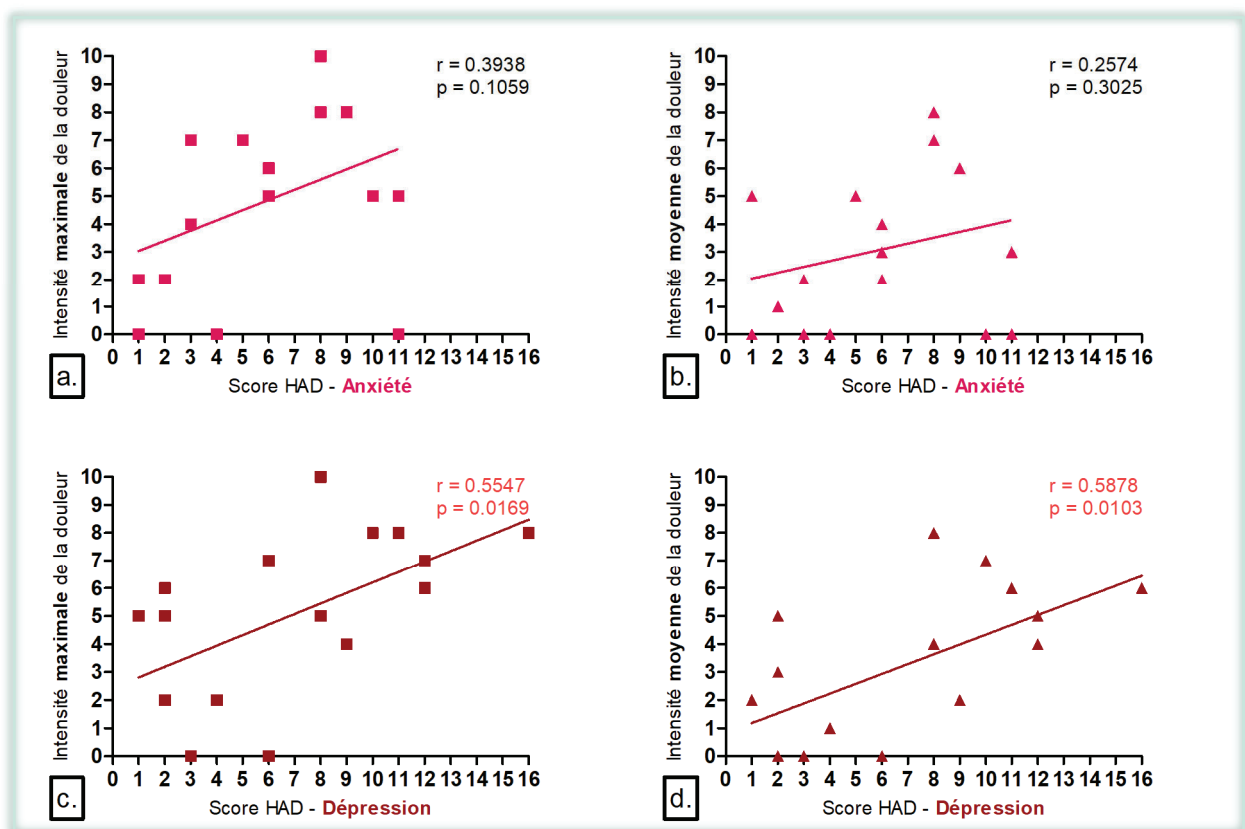 Intensité maximale de la douleur
10
9
8
7
6
5
4
3
2
1
0
r = 0.3938
p = 0.1059
0 1 2 3 4 5 6 7 8 9 10 11 12 13 14 15 16
Score HAD - Anxiété
a.
Intensité moyenne de la douleur
10
9
8
7
6
5
4
3
2
1
0
r = 0.2574
p = 0.3025
0 1 2 3 4 5 6 7 8 9 10 11 12 13 14 15 16
Score HAD - Anxiété
b.
Intensité maximale de la douleur
10
9
8
7
6
5
4
3
2
1
0
r = 0.5547
p = 0.0169
0 1 2 3 4 5 6 7 8 9 10 11 12 13 14 15 16
Score HAD - Dépression
c.
Intensité moyenne de la douleur
10
9
8
7
6
5
4
3
2
1
0
r = 0.5878
p = 0.0103
0 1 2 3 4 5 6 7 8 9 10 11 12 13 14 15 16
Score HAD - Dépression
d.